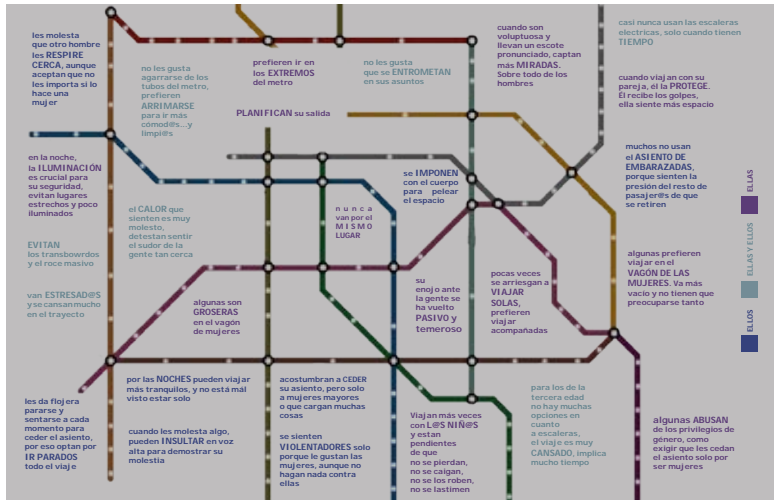 les molesta
que otro hombre
les RESPIRE
CERCA, aunque
aceptan que no
les importa si lo
hace una
mujer
no les gusta
agarrarse de los
tubos del metro,
prefieren
ARRIMARSE
para ir más
cómod@s...y
limpi@s
prefieren ir en
los EXTREMOS
del metro
no les gusta
que se ENTROMETAN
en sus asuntos
cuando son
voluptuosa y
llevan un escote
pronunciado, captan
más MIRADAS.
Sobre todo de los
hombres
casi nunca usan las escaleras
electricas, solo cuando tienen
TIEMPO
cuando viajan con su
pareja, él la PROTEGE.
Él recibe los golpes,
ella siente más espacio
PLANIFICAN su salida
en la noche,
la ILUMINACIÓN
es crucial para
su seguridad,
evitan lugares
estrechos y poco
iluminados
EVITAN
los transbowrdos
y el roce masivo
van ESTRESAD@S
y se cansan mucho
en el trayecto
el CALOR que
sienten es muy
molesto,
detestan sentir
el sudor de la
gente tan cerca
nunca
van por el
MISMO
LUGAR
se IMPONEN
con el cuerpo
para pelear
el espacio
muchos no usan
el ASIENTO DE
EMBARAZADAS,
porque sienten la
presión del resto de
pasajer@s de que
se retiren
algunas prefieren
viajar en el
VAGÓN DE LAS
MUJERES. Va más
vacío y no tienen que
preocuparse tanto
ELLAS
ELLAS Y ELLOS
ELLOS
algunas son
GROSERAS
en el vagón
de mujeres
su
enojo ante
la gente se
ha vuelto
PASIVO y
temeroso
pocas veces
se arriesgan a
VIAJAR
SOLAS,
prefieren
viajar
acompañadas
les da flojera
pararse y
sentarse a cada
momento para
ceder el asiento,
por eso optan por
IR PARADOS
todo el viaje
por las NOCHES pueden viajar
más tranquilos, y no está mál
visto estar solo
cuando les molesta algo,
pueden INSULTAR en voz
alta para demostrar su
molestia
acostumbran a CEDER
su asiento, pero solo
a mujeres mayores
o que cargan muchas
cosas
se sienten
VIOLENTADORES solo
porque le gustan las
mujeres, aunque no
hagan nada contra
ellas
Viajan más veces
con L@S NIÑ@S
y estan
pendientes
de que
no se pierdan,
no se caigan,
no se los roben,
no se lastimen
para los de la
tercera edad
no hay muchas
opciones en
cuanto
a escaleras,
el viaje es muy
CANSADO, implica
mucho tiempo
algunas ABUSAN
de los privilegios de
género, como
exigir que les cedan
el asiento solo por
ser mujeres